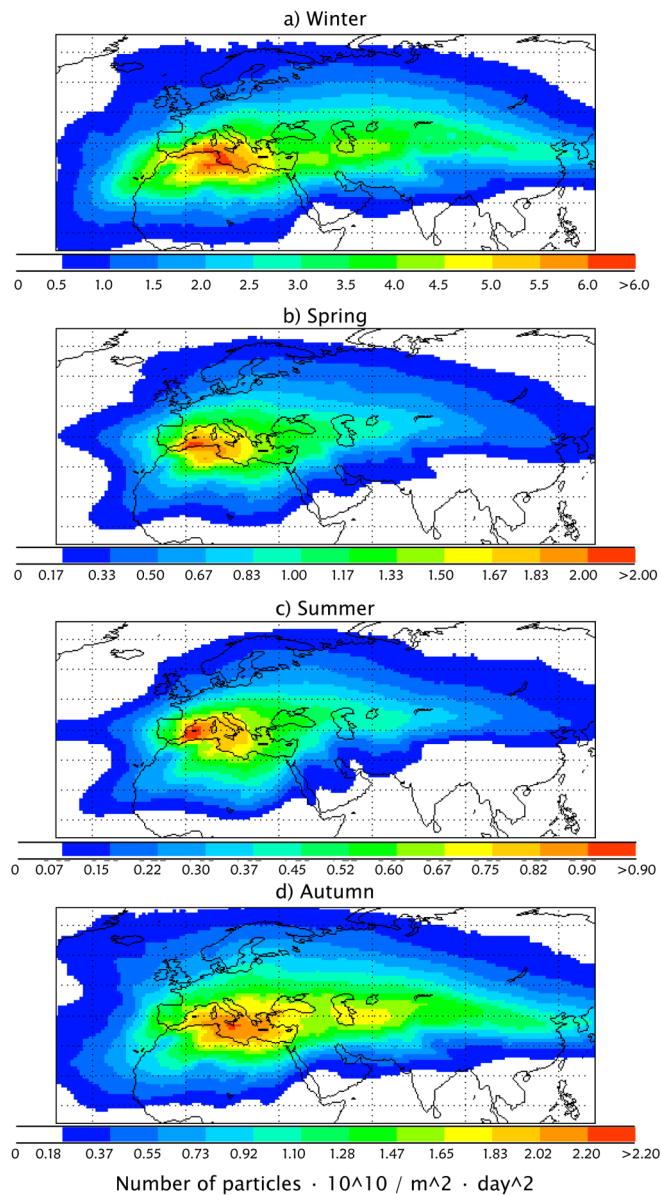 a) Winter
0 0.5 1.0 1.5 2.0 2.5 3.0 3.5 4.0 4.5 5.0 5.5 6.0 >6.0
b) Spring
0 0.17 0.33 0.50 0.67 0.83 1.00 1.17 1.33 1.50 1.67 1.83 2.00 >2.00
c) Summer
0 0.07 0.15 0.22 0.30 0.37 0.45 0.52 0.60 0.67 0.75 0.82 0.90 >0.90
d) Autumn
0 0.18 0.37 0.55 0.73 0.92 1.10 1.28 1.47 1.65 1.83 2.02 2.20 >2.20
Number of particles · 10^10 / m^2 · day^2